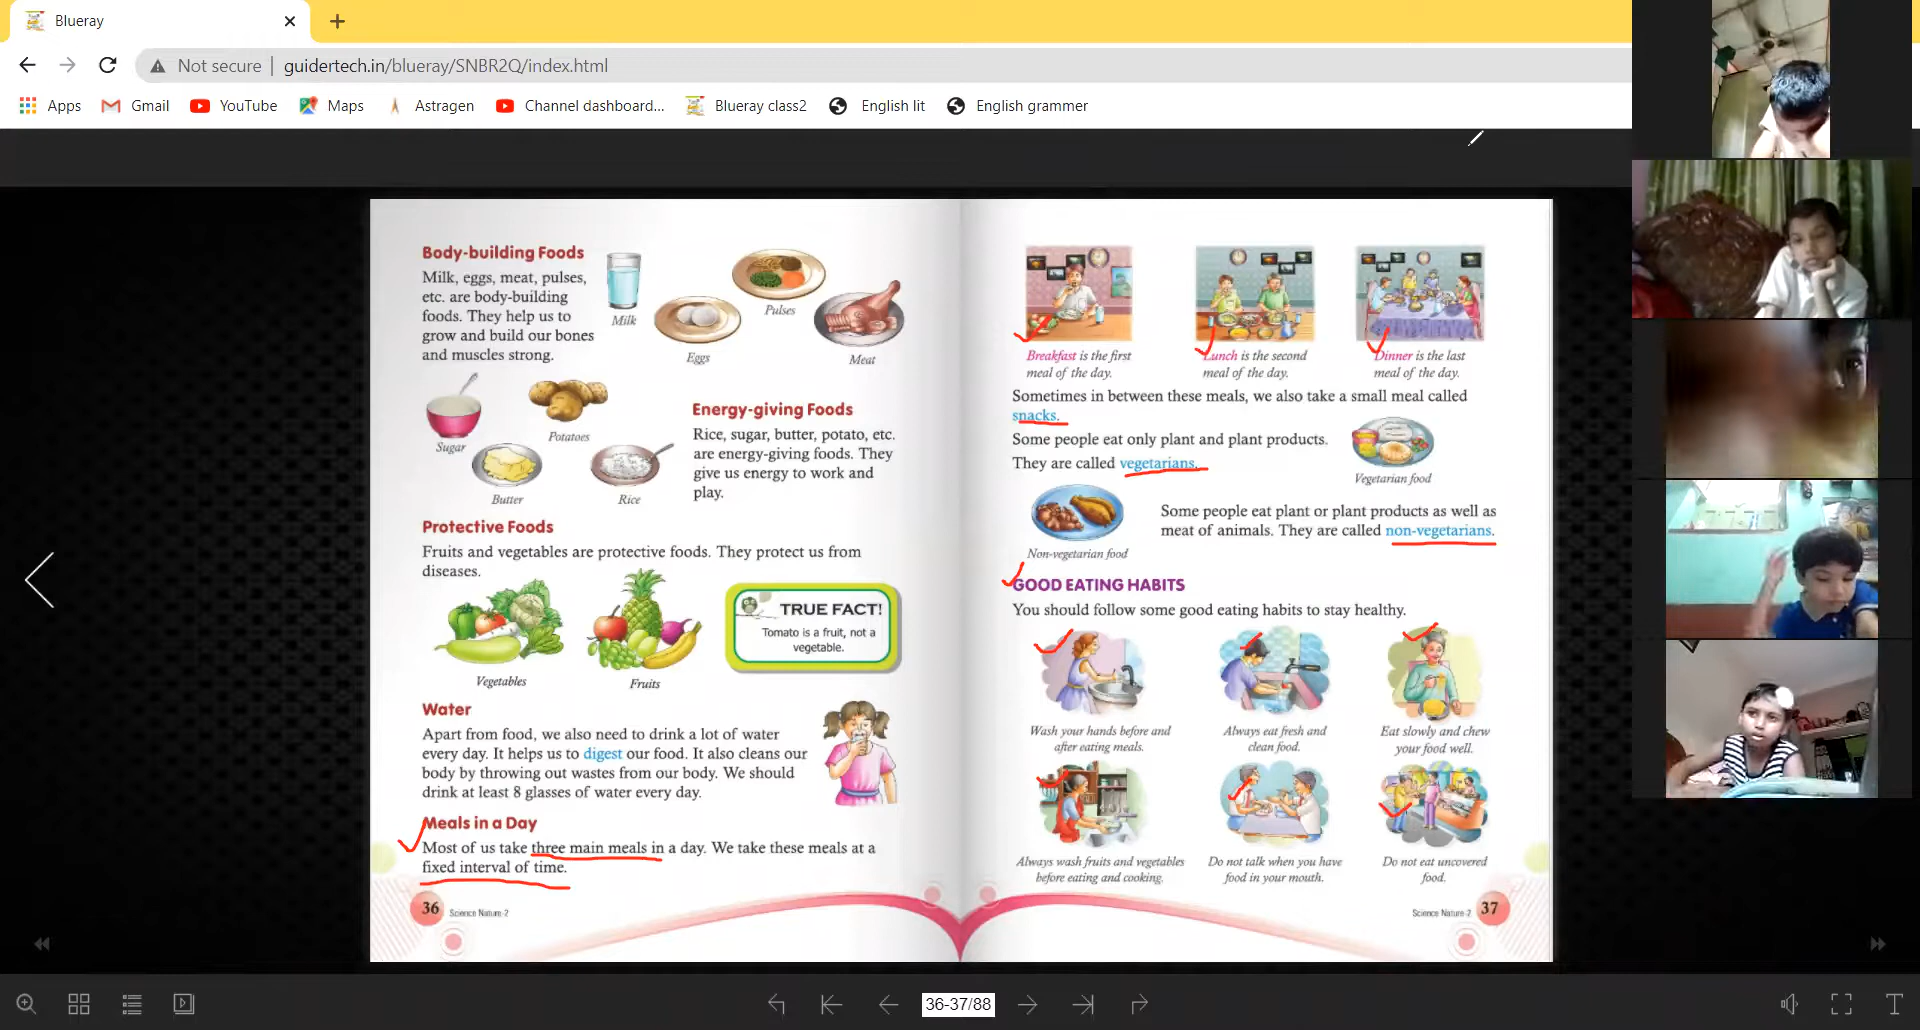 Blueray
Not secure
guidertech.in/blueray/SNBR2Q/index.html
Apps
Gmail
YouTube
Maps
Astragen
Channel dashboard...
Blueray class2
English lit
English grammer
Body-building Foods
Milk, eggs, meat, pulses,
etc. are body-building
foods. They help us to
grow and build our bones
and muscles strong.
Milk
Eggs
Pulses
Meat
Sugar
Potatoes
Butter
Rice
Energy-giving Foods
Rice, sugar, butter, potato, etc.
are energy-giving foods. They
give us energy to work and
play.
Protective Foods
Fruits and vegetables are protective foods. They protect us from
diseases.
Vegetables
Fruits
TRUE FACT!
Tomato is a fruit, not a
vegetable.
Water
Apart from food, we also need to drink a lot of water
every day. It helps us to digest our food. It also cleans our
body by throwing out wastes from our body. We should
drink at least 8 glasses of water every day.
Meals in a Day
Most of us take three main meals in a day. We take these meals at a
fixed interval of time.
36
Science Nature-2
Breakfast is the first
meal of the day.
Lunch is the second
meal of the day.
Dinner is the last
meal of the day.
Sometimes in between these meals, we also take a small meal called
snacks.
Some people eat only plant and plant products.
They are called vegetarians.
Vegetarian food
Some people eat plant or plant products as well as
meat of animals. They are called non-vegetarians.
Non-vegetarian food
GOOD EATING HABITS
You should follow some good eating habits to stay healthy.
Wash your hands before and
after eating meals.
Always eat fresh and
clean food.
Eat slowly and chew
your food well.
Always wash fruits and vegetables
before eating and cooking.
Do not talk when you have
food in your mouth.
Do not eat uncovered
food.
Science Nature-2
37
36-37/88